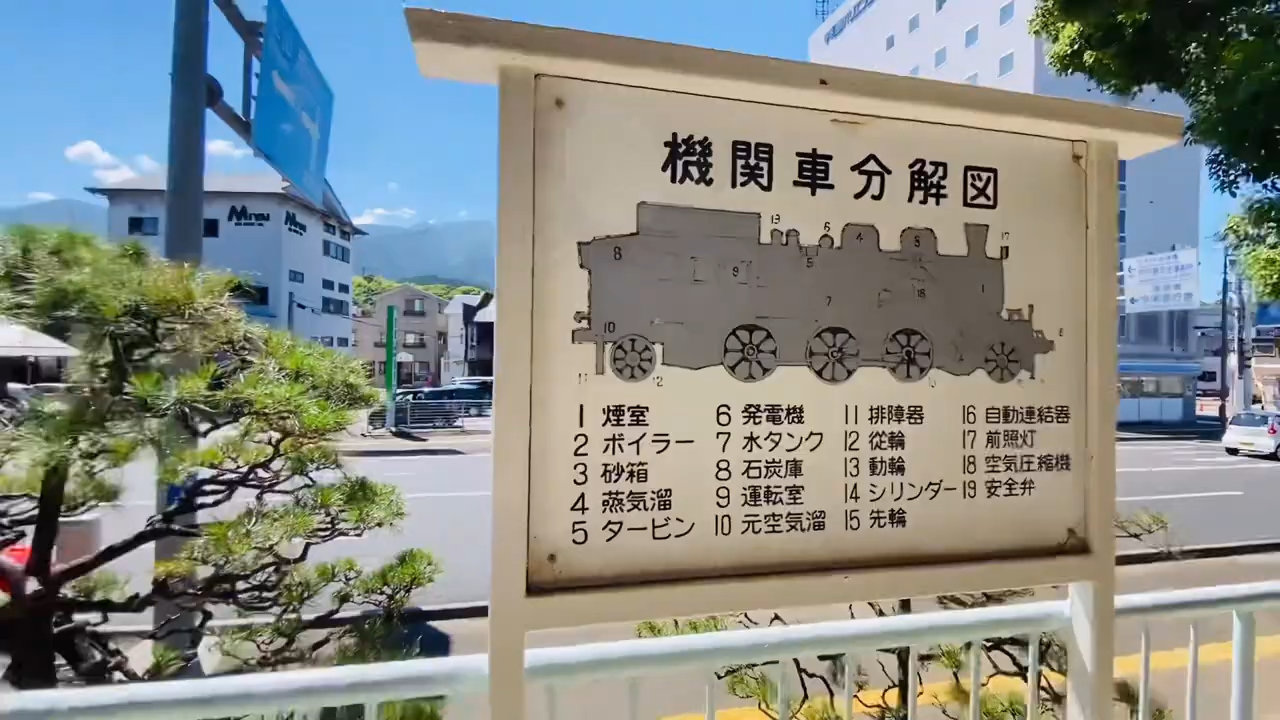 機関車分解図
1 煙室
2 ボイラー
3 砂箱
4 蒸気溜
5 タービン
6 発電機
7 水タンク
8 石炭庫
9 運転室
10 元空気溜
11 排障器
12 從輪
13 動輪
14 シリンダー
15 先輪
16 自動連結器
17 前照灯
18 空気圧縮機
19 安全弁